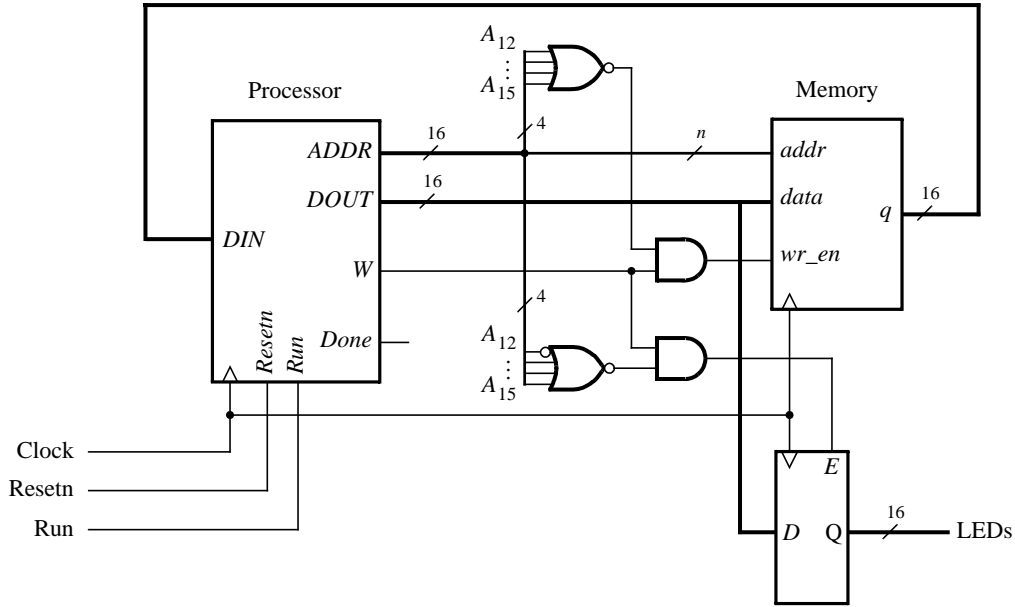 A12
⋮
A15
Processor
Memory
16
4
n
ADDR
addr
16
DOUT
data
16
q
DIN
wr_en
W
4
Resetn
Run
Done
A12
⋮
A15
Clock
Resetn
Run
E
16
D
Q
LEDs